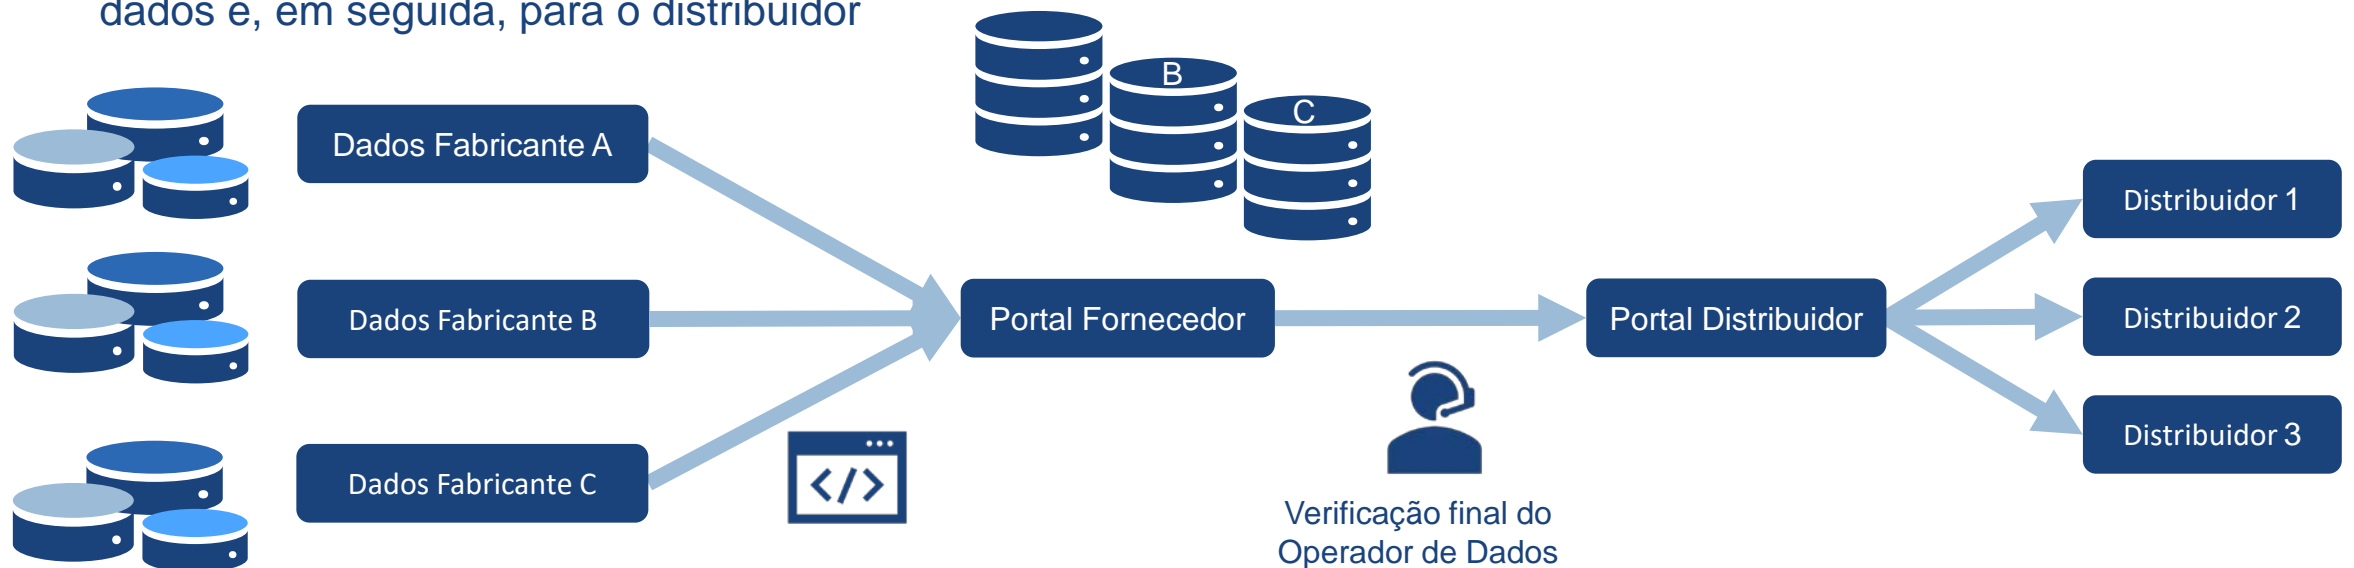 dados e, em seguida, para o distribuidor
B
C
Dados Fabricante A
Dados Fabricante B
Dados Fabricante C
</>
Portal Fornecedor
Portal Distribuidor
Distribuidor 1
Distribuidor 2
Distribuidor 3
Verificação final do
Operador de Dados